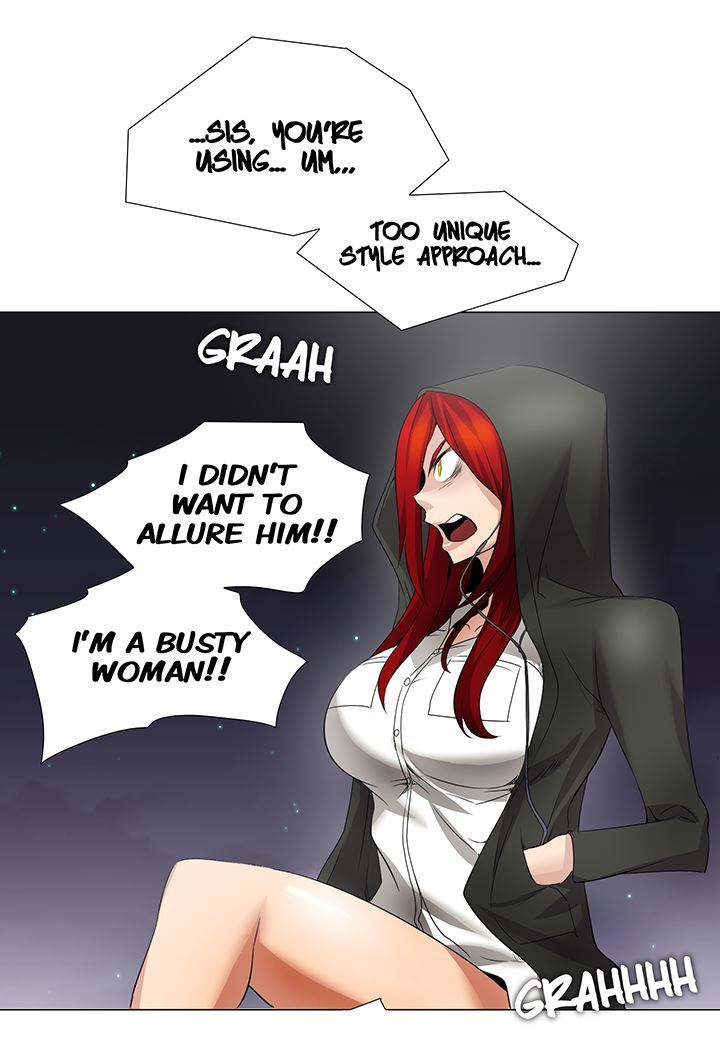 ...SIS, YOU'RE
USING... UM...
TOO UNIQUE
STYLE APPROACH...
GRAAH
I DIDN'T
WANT TO
ALLURE HIM!!
I'M A BUSTY
WOMAN!!
GRAHHHH